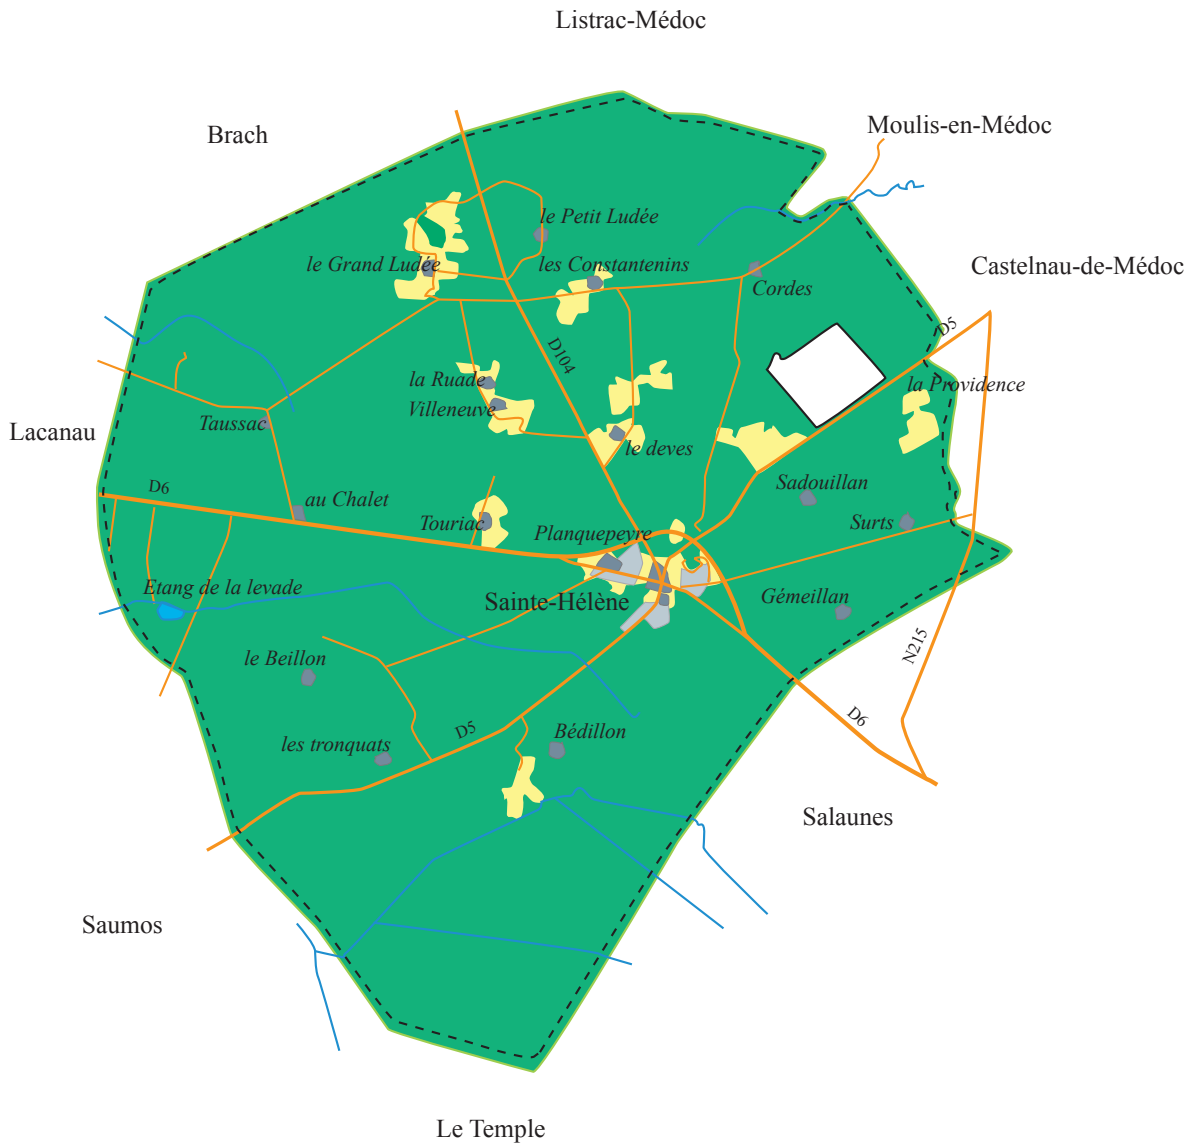 Listrac-Médoc
Brach
Moulis-en-Médoc
le Petit Ludée
le Grand Ludée
les Constantenins
Castelnau-de-Médoc
Cordes
D5
D104
la Ruade
la Providence
Villeneuve
Taussac
Lacanau
le deves
D6
au Chalet
Sadouillan
Touriac
Planquepeyre
Surts
Etang de la levade
Sainte-Hélène
Gémeillan
N215
le Beillon
D5
D6
les tronquats
Bédillon
Salaunes
Saumos
Le Temple